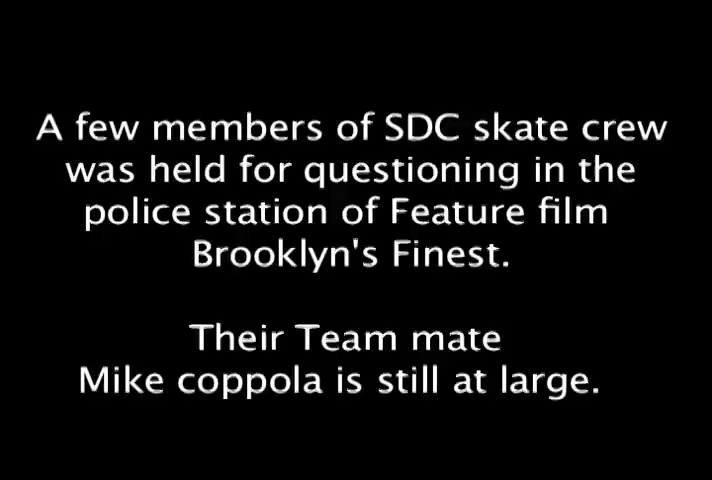 A few members of SDC skate crew
was held for questioning in the
police station of Feature film
Brooklyn's Finest.
Their Team mate
Mike coppola is still at large.